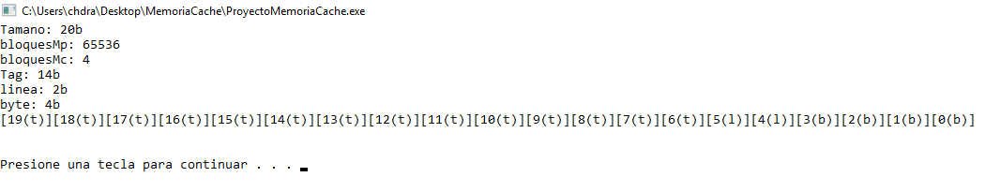 C:\Users\chdra\Desktop\MemoriaCache\ProyectoMemoriaCache.exe
Tamano: 20b
bloquesMp: 65536
bloquesMc: 4
Tag: 14b
linea: 2b
byte: 4b
[19(t)][18(t)][17(t)][16(t)][15(t)][14(t)][13(t)][12(t)][11(t)][10(t)][9(t)][8(t)][7(t)][6(t)][5(l)][4(l)][3(b)][2(b)][1(b)][0(b)]
Presione una tecla para continuar . . .